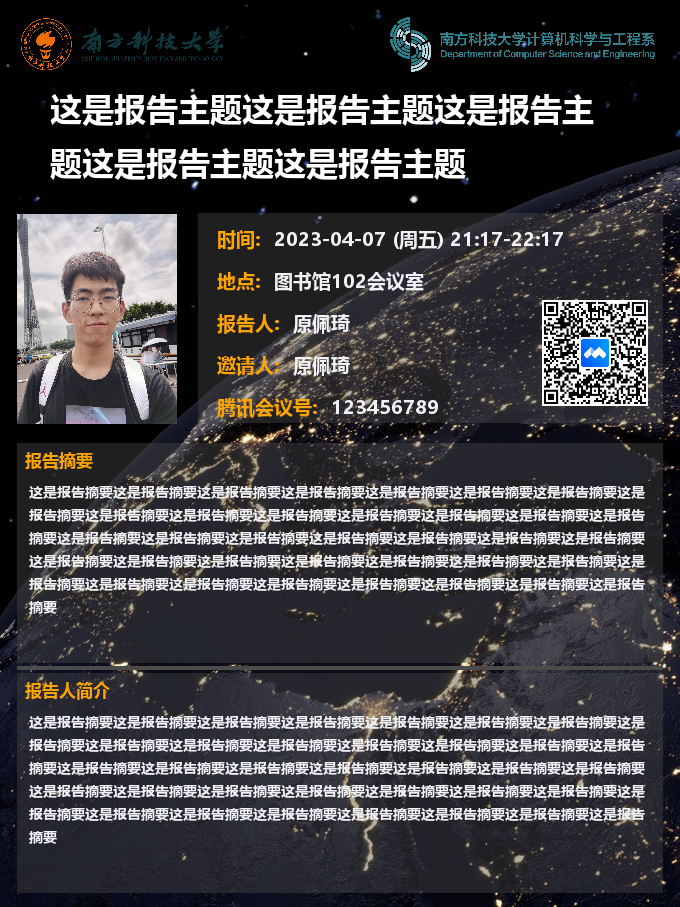 南方科技大学
SOUTHERN UNIVERSITY OF SCIENCE AND TECHNOLOGY
南方科技大学计算机科学与工程系
Department of Computer Science and Engineering
这是报告主题这是报告主题这是报告主
题这是报告主题这是报告主题
时间: 2023-04-07 (周五) 21:17-22:17
地点: 图书馆102会议室
报告人: 原佩琦
邀请人: 原佩琦
腾讯会议号: 123456789
报告摘要
这是报告摘要这是报告摘要这是报告摘要这是报告摘要这是报告摘要这是报告摘要这是报告摘要这是
报告摘要这是报告摘要这是报告摘要这是报告摘要这是报告摘要这是报告摘要这是报告摘要这是报告
摘要这是报告摘要这是报告摘要这是报告摘要这是报告摘要这是报告摘要这是报告摘要这是报告摘要
这是报告摘要这是报告摘要这是报告摘要这是报告摘要这是报告摘要这是报告摘要这是报告摘要这是
报告摘要这是报告摘要这是报告摘要这是报告摘要这是报告摘要这是报告摘要这是报告摘要这是报告
摘要
报告人简介
这是报告摘要这是报告摘要这是报告摘要这是报告摘要这是报告摘要这是报告摘要这是报告摘要这是
报告摘要这是报告摘要这是报告摘要这是报告摘要这是报告摘要这是报告摘要这是报告摘要这是报告
摘要这是报告摘要这是报告摘要这是报告摘要这是报告摘要这是报告摘要这是报告摘要这是报告摘要
这是报告摘要这是报告摘要这是报告摘要这是报告摘要这是报告摘要这是报告摘要这是报告摘要这是
报告摘要这是报告摘要这是报告摘要这是报告摘要这是报告摘要这是报告摘要这是报告摘要这是报告
摘要